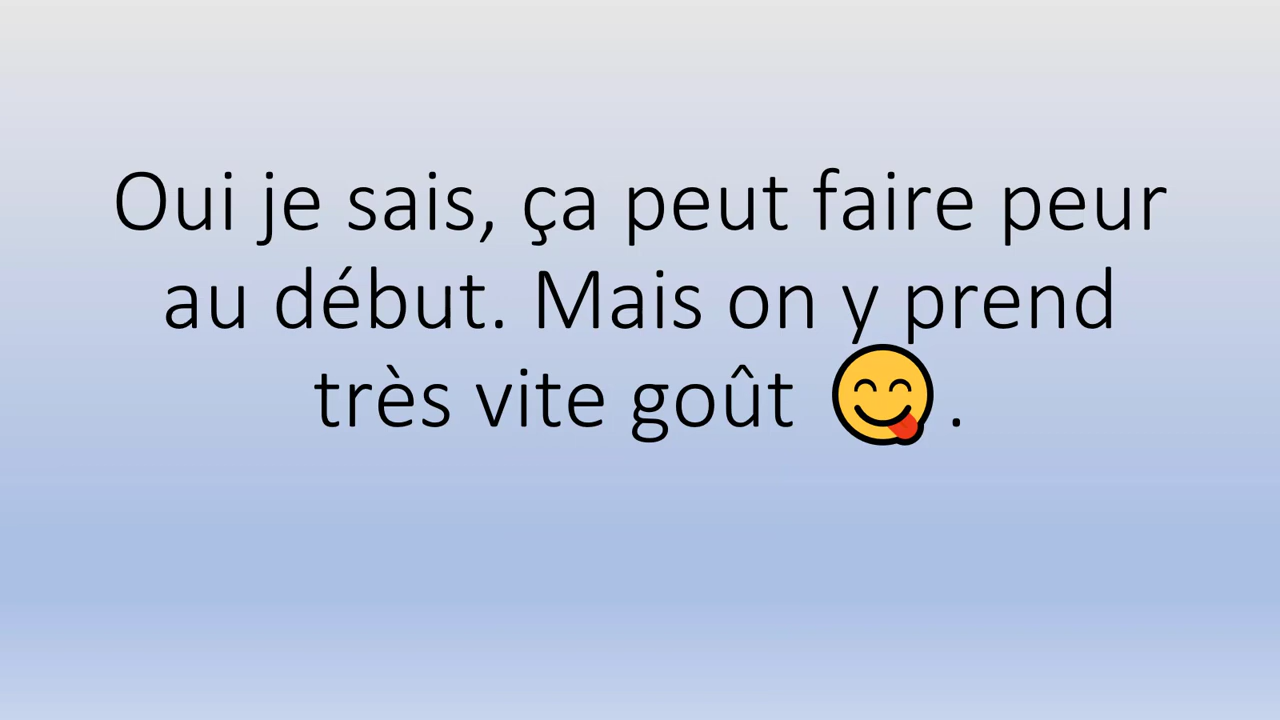 Oui je sais, ça peut faire peur
au début. Mais on y prend
très vite goût 😋.